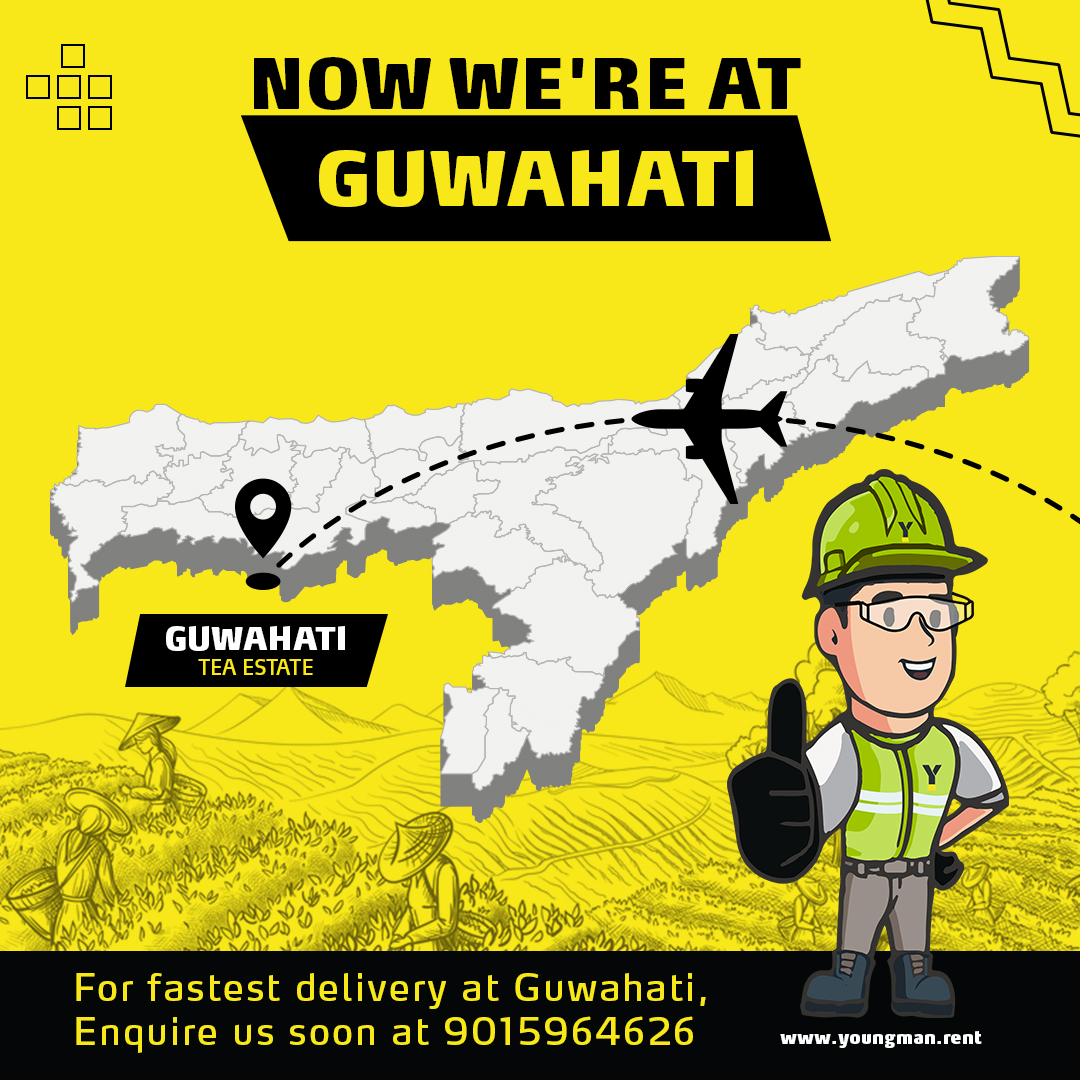 NOW WE'RE AT
GUWAHATI
GUWAHATI
TEA ESTATE
Y
Y
For fastest delivery at Guwahati,
Enquire us soon at 9015964626
www.youngman.rent